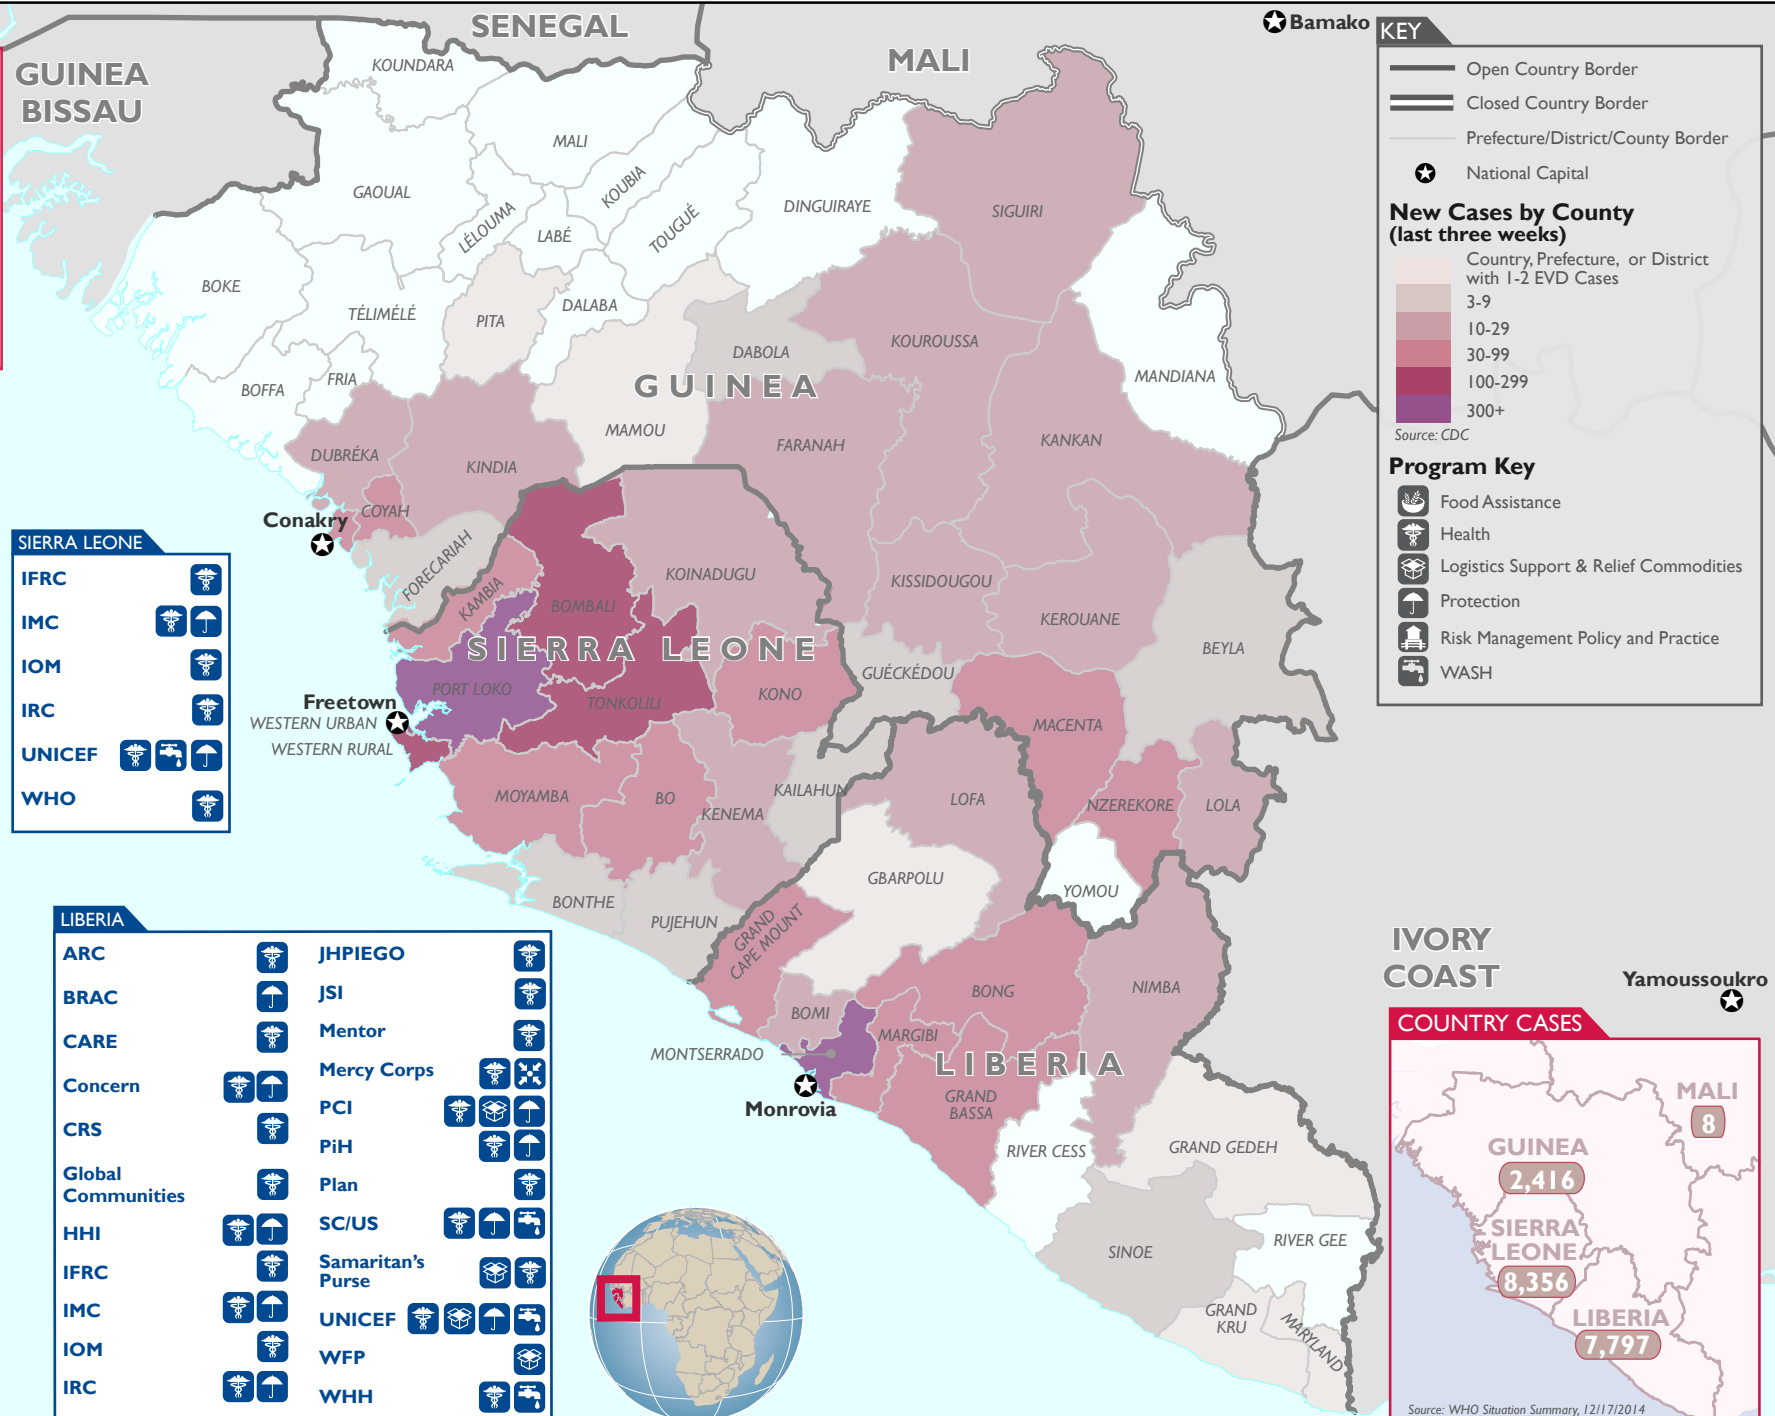 SENEGAL
Bamako
KEY
GUINEA
BISSAU
MALI
KOUNDARA
Open Country Border
Closed Country Border
Prefecture/District/County Border
National Capital
New Cases by County
(last three weeks)
Country, Prefecture, or District
with 1-2 EVD Cases
3-9
10-29
30-99
100-299
300+
Source: CDC
Program Key
Food Assistance
Health
Logistics Support & Relief Commodities
Protection
Risk Management Policy and Practice
WASH
MALI
GAOUAL
KOUBIA
LÉLOUMA
LABÉ
TOUGUÉ
DINGUIRAYE
SIGUIRI
BOKE
TÉLIMÉLÉ
PITA
DALABA
DABOLA
KOUROUSSA
MANDIANA
BOFFA
FRIA
GUINEA
MAMOU
FARANAH
KANKAN
DUBRÉKA
KINDIA
COYAH
Conakry
FORECARIAH
KAMBIA
BOMBALI
KOINADUGU
KISSIDOUGOU
KEROUANE
BEYLA
SIERRA LEONE
GUÉCKÉDOU
PORT LOKO
TONKOLILI
KONO
MACENTA
Freetown
WESTERN URBAN
WESTERN RURAL
MOYAMBA
BO
KENEMA
KAILAHUN
LOFA
NZEREKORE
LOLA
GBARPOLU
YOMOU
BONTHE
PUJEHUN
GRAND
CAPE MOUNT
BONG
NIMBA
BOMI
MARGIBI
MONTSERRADO
LIBERIA
Monrovia
GRAND
BASSA
RIVER CESS
GRAND GEDEH
SINOE
RIVER GEE
GRAND
KRU
MARYLAND
IVORY
COAST
Yamoussoukro
SIERRA LEONE
IFRC
IMC
IOM
IRC
UNICEF
WHO
LIBERIA
ARC
BRAC
CARE
Concern
CRS
Global
Communities
HHI
IFRC
IMC
IOM
IRC
JHPIEGO
JSI
Mentor
Mercy Corps
PCI
PiH
Plan
SC/US
Samaritan's
Purse
UNICEF
WFP
WHH
COUNTRY CASES
MALI
8
GUINEA
2,416
SIERRA
LEONE
8,356
LIBERIA
7,797
Source: WHO Situation Summary, 12/17/2014